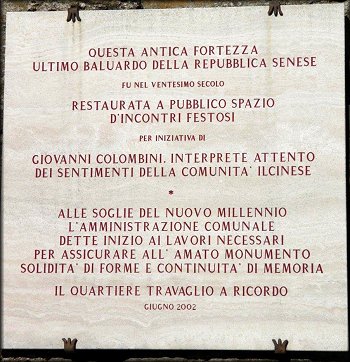 QUESTA ANTICA FORTEZZA
ULTIMO BALUARDO DELLA REPUBBLICA SENESE
FU NEL VENTESIMO SECOLO
RESTAURATA A PUBBLICO SPAZIO
D'INCONTRI FESTOSI
PER INIZIATIVA DI
GIOVANNI COLOMBINI. INTERPRETE ATTENTO
DEI SENTIMENTI DELLA COMUNITA' ILCINESE
*
ALLE SOGLIE DEL NUOVO MILLENNIO
L'AMMINISTRAZIONE COMUNALE
DETTE INIZIO AI LAVORI NECESSARI
PER ASSICURARE ALL' AMATO MONUMENTO
SOLIDITA' DI FORME E CONTINUITA' DI MEMORIA
IL QUARTIERE TRAVAGLIO A RICORDO
GIUGNO 2002